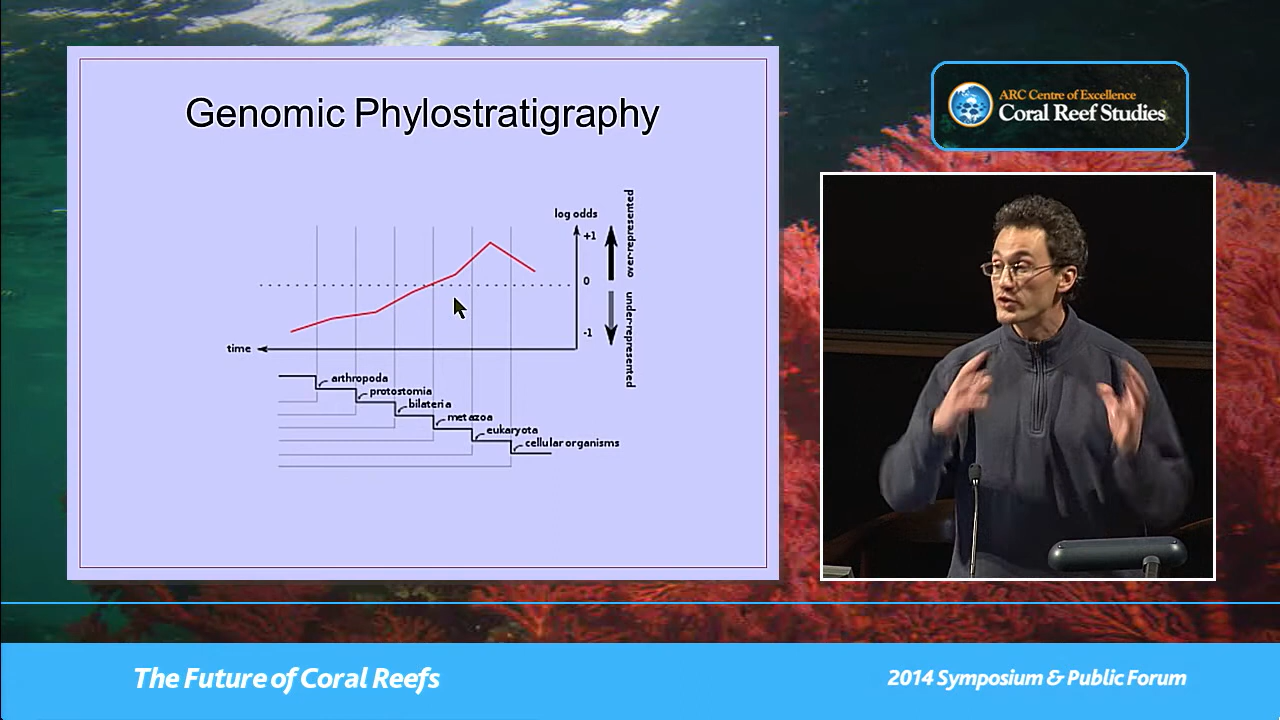 Genomic Phylostratigraphy
log odds
+1
0
-1
over-represented
under-represented
time
arthropoda
protostomia
bilateria
metazoa
eukaryota
cellular organisms
ARC Centre of Excellence
Coral Reef Studies
The Future of Coral Reefs
2014 Symposium & Public Forum